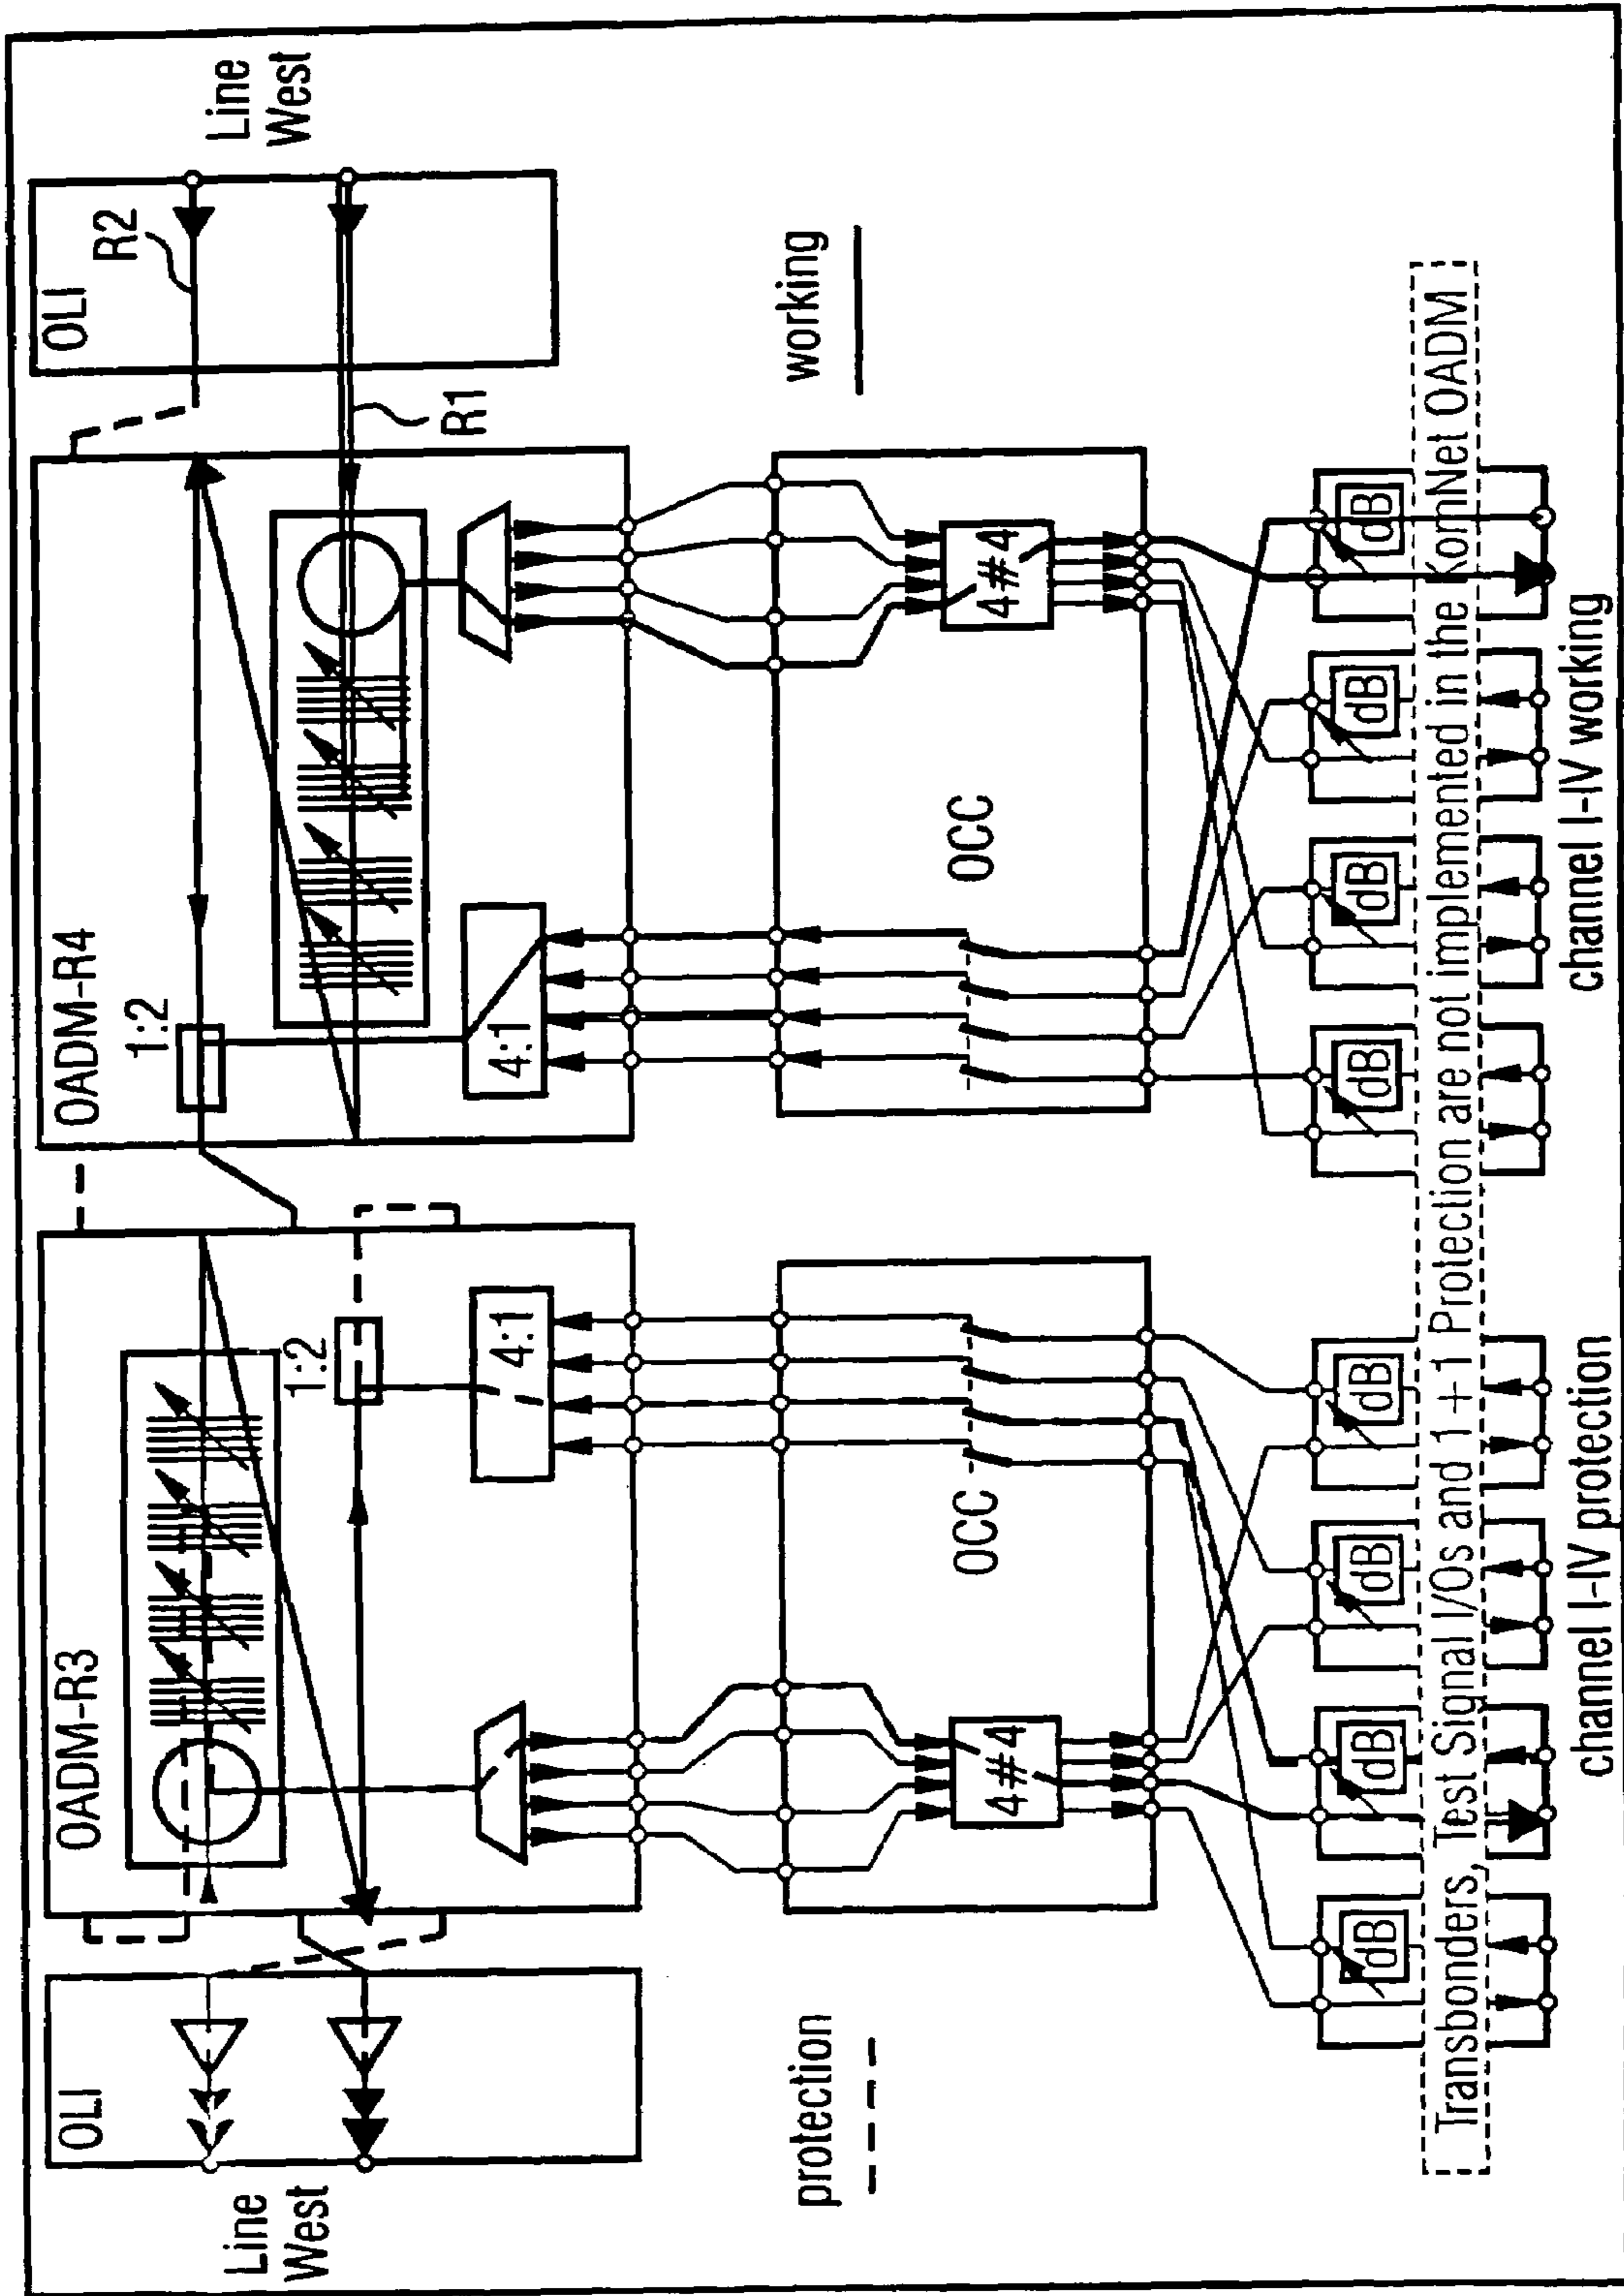 Line
West
OLI
OADM-R3
1:2
4:1
OADM-R4
1:2
4:1
R1
OLI
R2
Line
West
protection
4#4
OCC
OCC
4#4
working
dB
dB
dB
dB
dB
dB
dB
dB
Transbonders, Test Signal I/Os and 1+1 Protection are not implemented in the KomNet OADM
channel I-IV protection
channel I-IV working